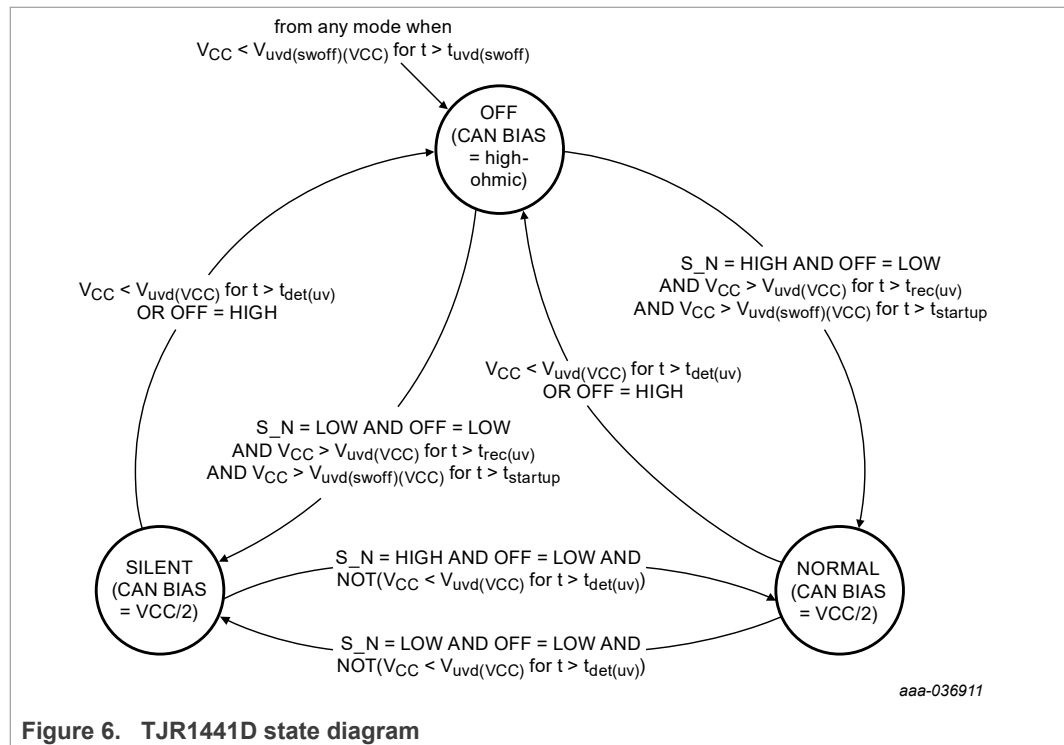 from any mode when
VCC < Vuvd(swoff)(VCC) for t > tuvd(swoff)
OFF
(CAN BIAS
= high-
ohmic)
S_N = HIGH AND OFF = LOW
AND VCC > Vuvd(VCC) for t > trec(uv)
AND VCC > Vuvd(swoff)(VCC) for t > tstartup
VCC < Vuvd(VCC) for t > tdet(uv)
OR OFF = HIGH
VCC < Vuvd(VCC) for t > tdet(uv)
OR OFF = HIGH
S_N = LOW AND OFF = LOW
AND VCC > Vuvd(VCC) for t > trec(uv)
AND VCC > Vuvd(swoff)(VCC) for t > tstartup
SILENT
(CAN BIAS
= VCC/2)
S_N = HIGH AND OFF = LOW AND
NOT(VCC < Vuvd(VCC) for t > tdet(uv))
NORMAL
(CAN BIAS
= VCC/2)
S_N = LOW AND OFF = LOW AND
NOT(VCC < Vuvd(VCC) for t > tdet(uv))
aaa-036911
Figure 6. TJR1441D state diagram